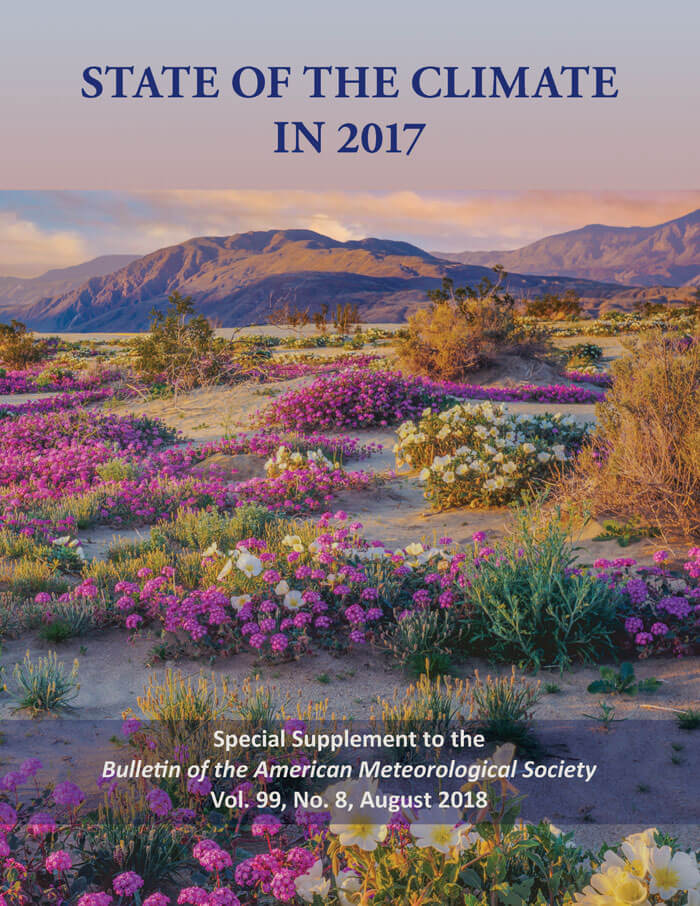 STATE OF THE CLIMATE
IN 2017
Special Supplement to the
Bulletin of the American Meteorological Society
Vol. 99, No. 8, August 2018